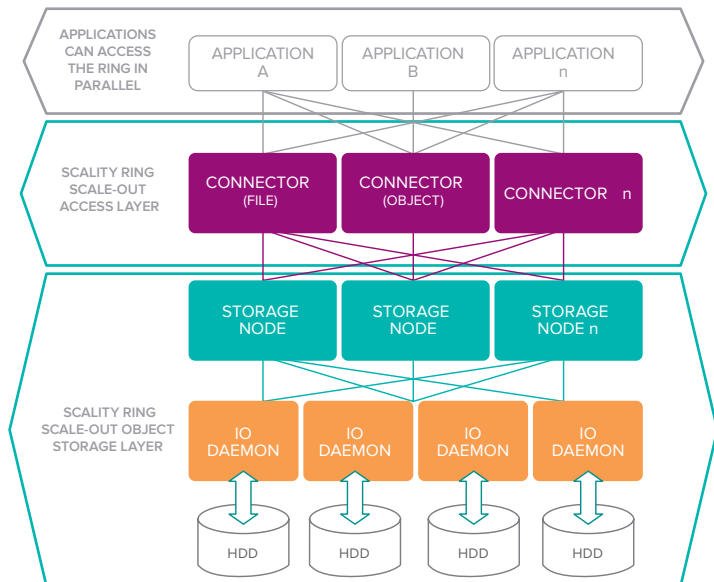 APPLICATIONS
CAN ACCESS
THE RING IN
PARALLEL
APPLICATION
A
APPLICATION
B
APPLICATION
n
SCALITY RING
SCALE-OUT
ACCESS LAYER
CONNECTOR
(FILE)
CONNECTOR
(OBJECT)
CONNECTOR n
STORAGE
NODE
STORAGE
NODE
STORAGE
NODE n
SCALITY RING
SCALE-OUT OBJECT
STORAGE LAYER
IO
DAEMON
IO
DAEMON
IO
DAEMON
IO
DAEMON
HDD
HDD
HDD
HDD